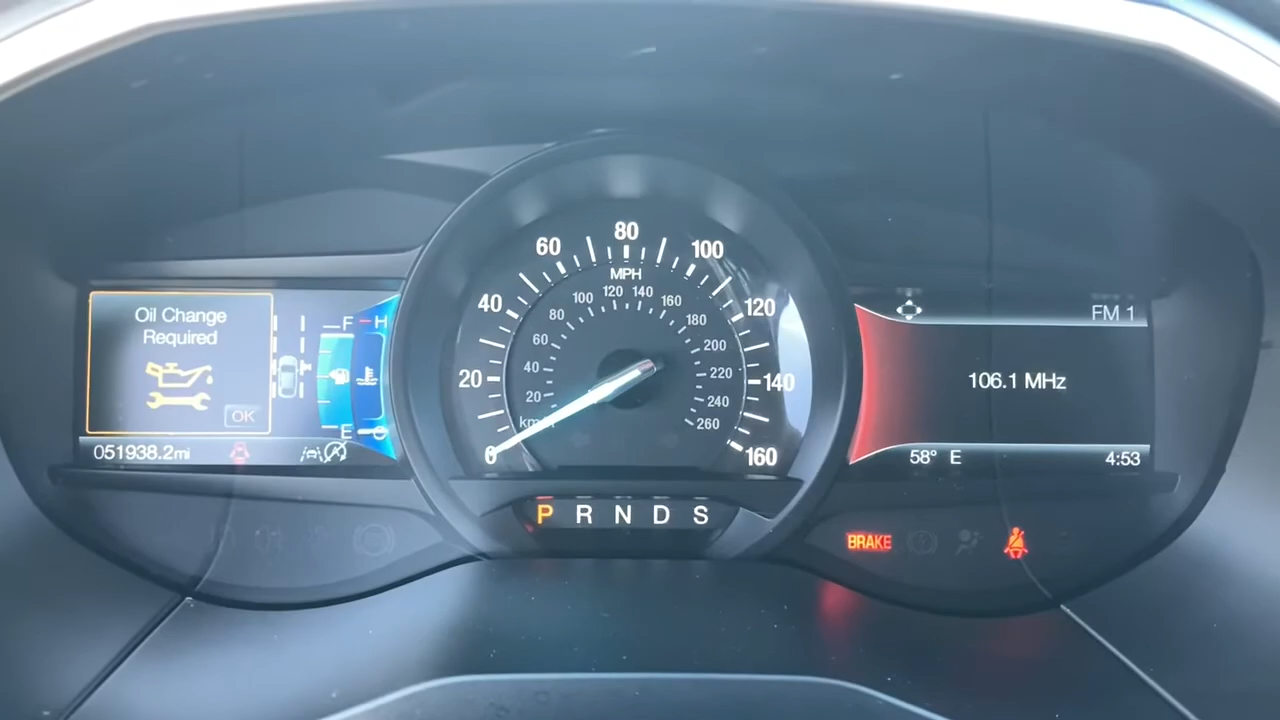 Oil Change
Required
OK
051938.2mi
F H
E C
0
20
40
60
80
100
120
140
160
MPH
20
40
60
80
100
120
140
160
180
200
220
240
260
P R N D S
FM 1
106.1 MHz
58° E
4:53
BRAKE